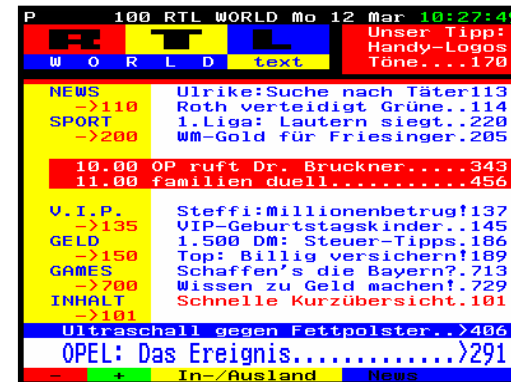 P 100 RTL WORLD Mo 12 Mar 10:27:49
RTL
Unser Tipp:
Handy-Logos
WORLD text Töne....170
NEWS Ulrike:Suche nach Täter113
->110 Roth verteidigt Grüne..114
SPORT 1.Liga: Lautern siegt..220
->200 WM-Gold für Friesinger.205
10.00 OP ruft Dr. Bruckner.....343
11.00 familien duell...........456
V.I.P. Steffi:Millionenbetrug!137
->135 VIP-Geburtstagskinder..145
GELD 1.500 DM: Steuer-Tipps.186
->150 Top: Billig versichern!189
GAMES Schaffen's die Bayern?.713
->700 Wissen zu Geld machen!.729
INHALT Schnelle Kurzübersicht.101
->101
Ultraschall gegen Fettpolster..>406
OPEL: Das Ereignis.............>291
- + In-/Ausland News